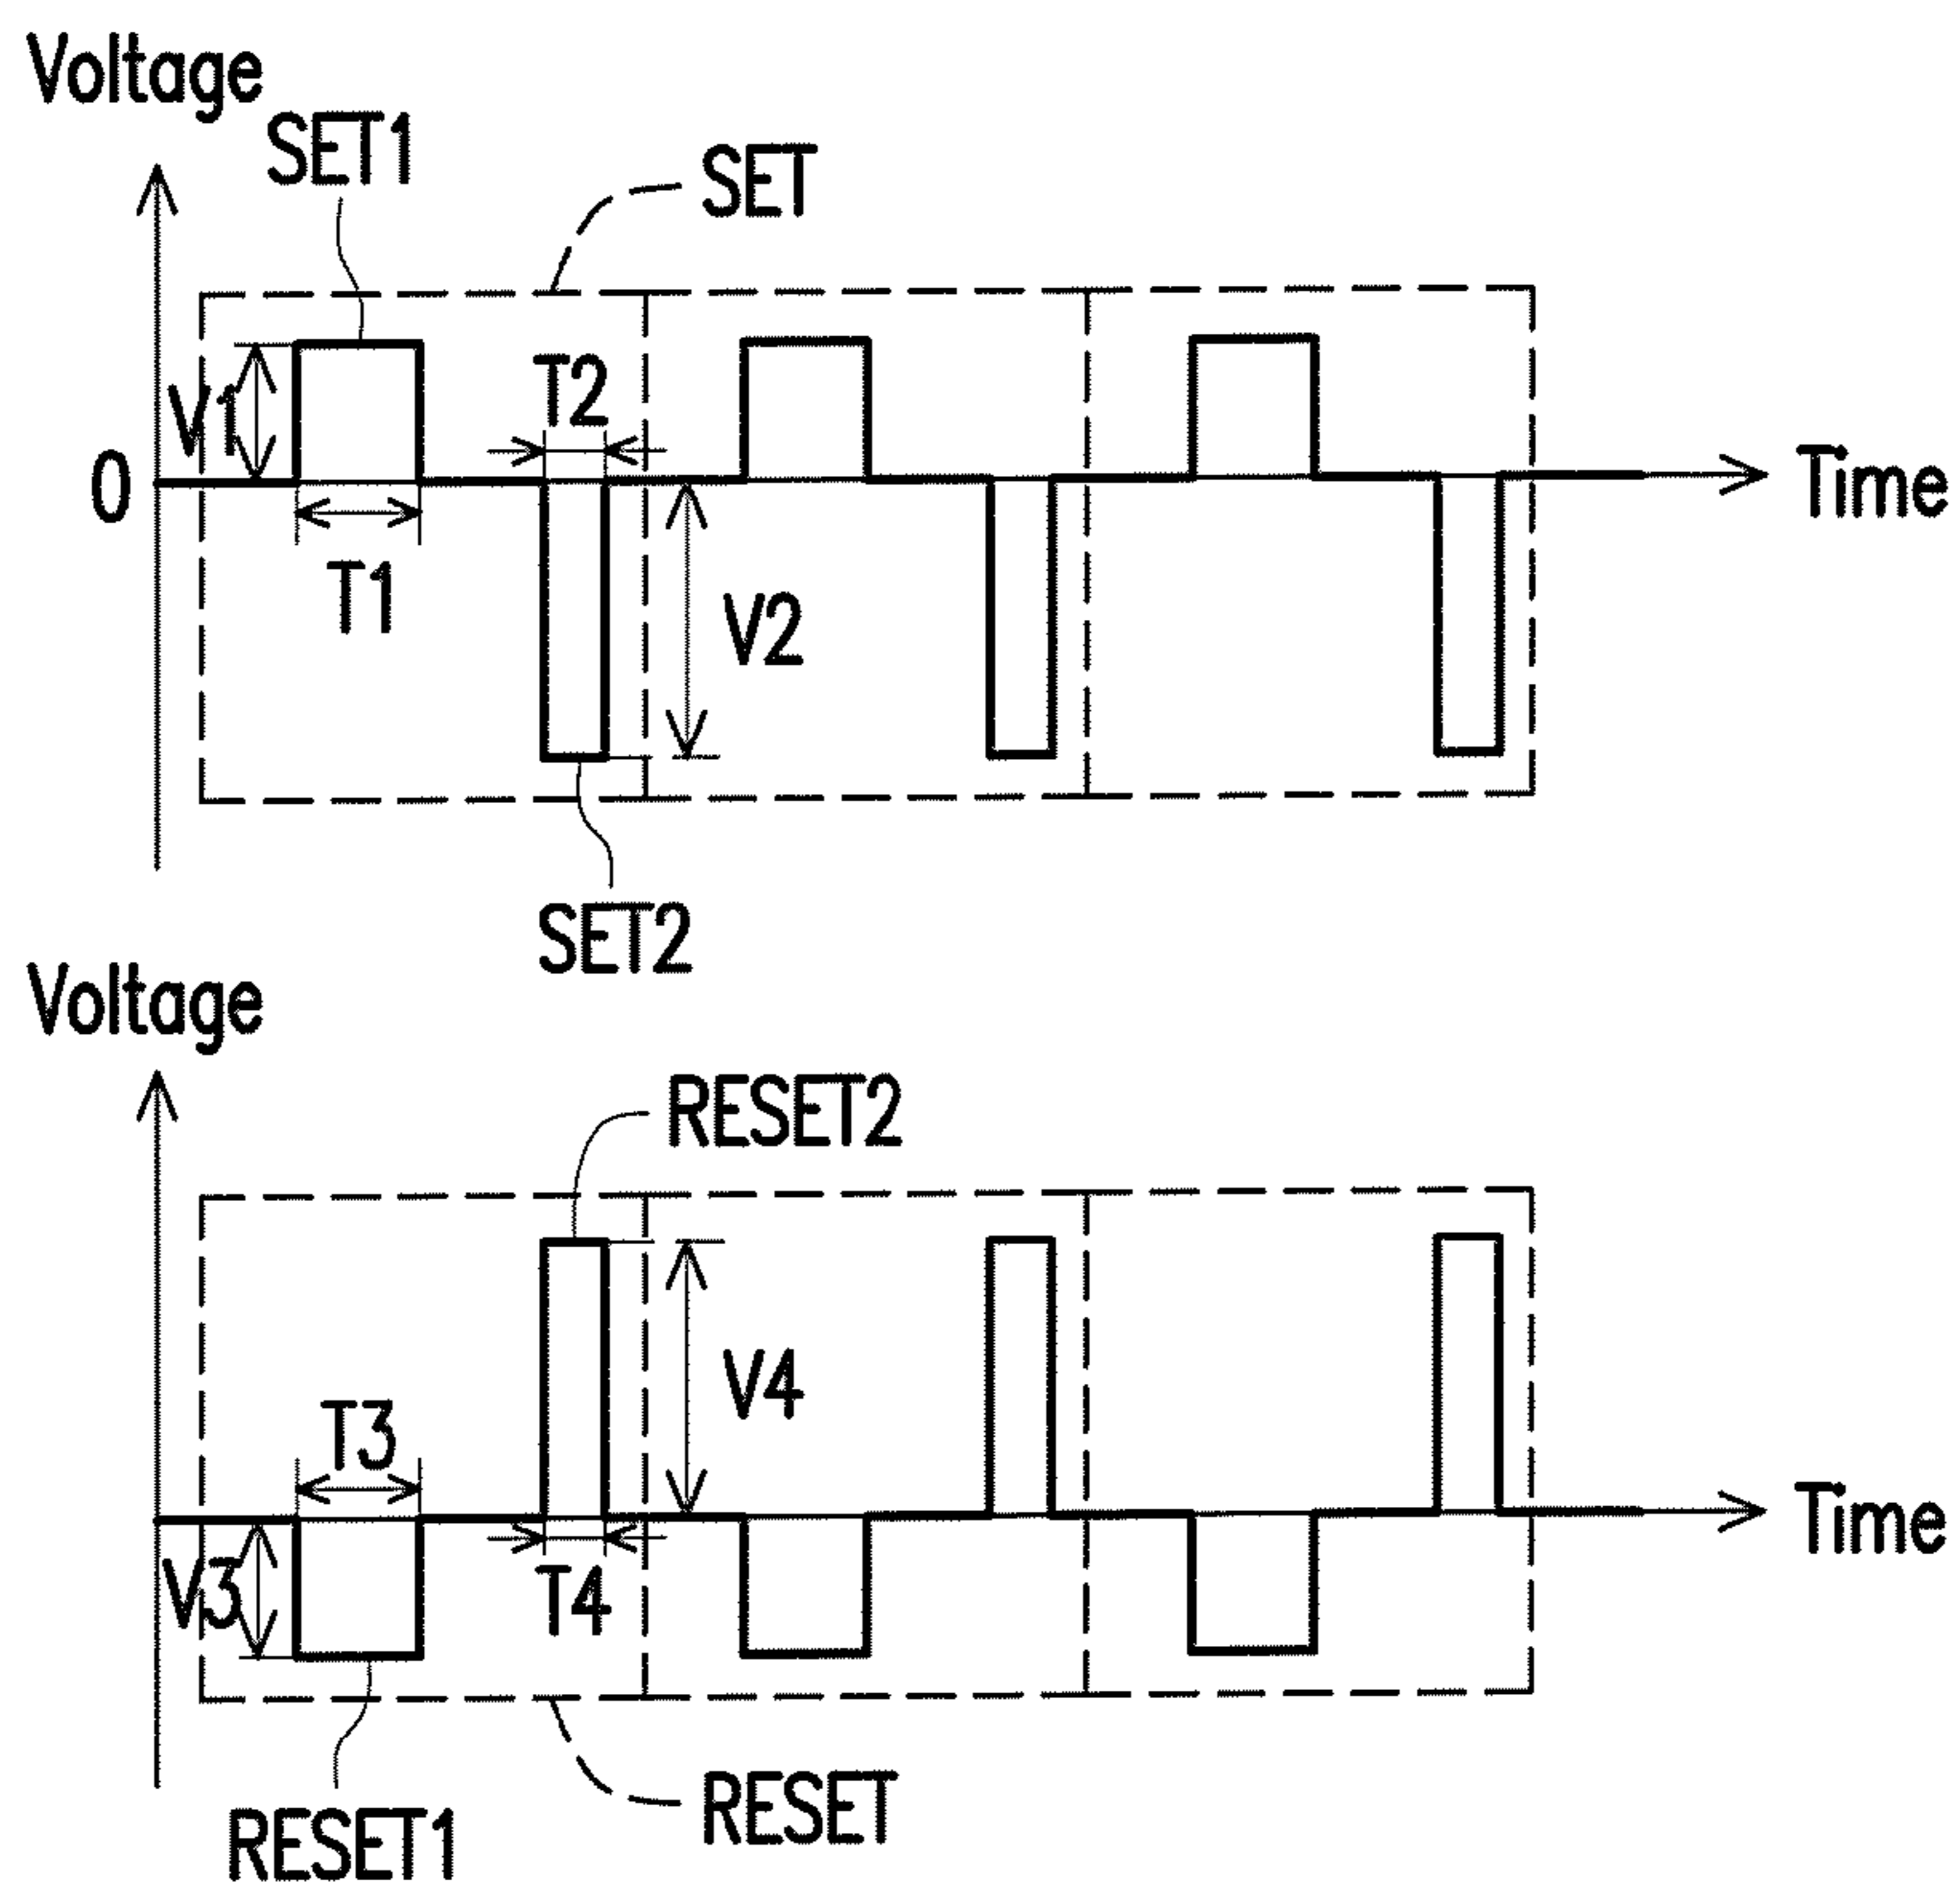 Voltage
SET1
SET
V1
T2
0
Time
T1
V2
SET2
Voltage
RESET2
V4
T3
Time
V3
T4
RESET
RESET1